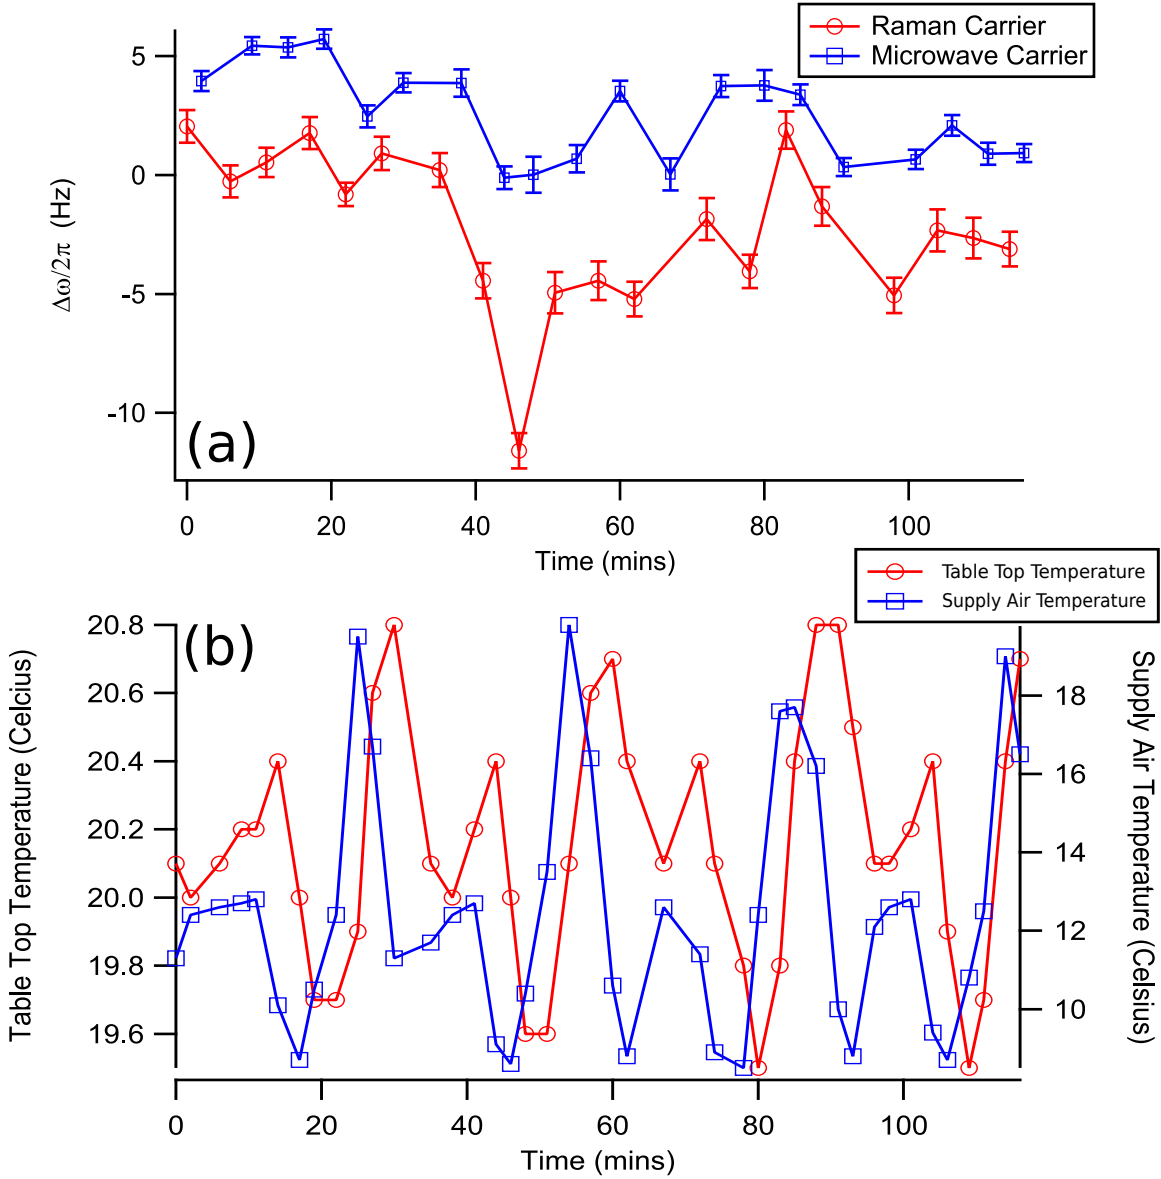 Raman Carrier
Microwave Carrier
5
0
-5
-10
Δω/2π (Hz)
(a)
0 20 40 60 80 100
Time (mins)
Table Top Temperature
Supply Air Temperature
(b)
20.8
20.6
20.4
20.2
20.0
19.8
19.6
Table Top Temperature (Celcius)
18
16
14
12
10
Supply Air Temperature (Celsius)
0 20 40 60 80 100
Time (mins)